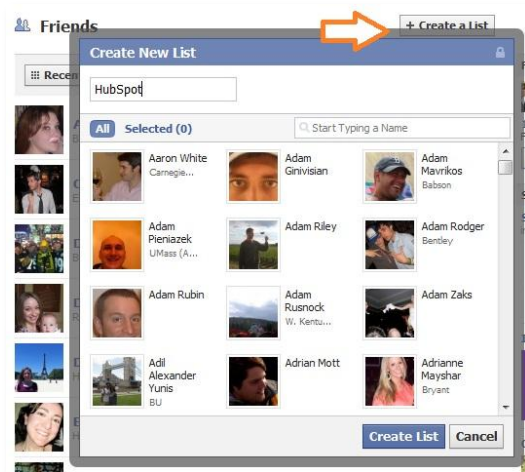 Friends
+ Create a List
Create New List
Recen
HubSpot
All Selected (0) Start Typing a Name
Aaron White
Carnegie...
Adam
Ginivisian
Adam
Mavrikos
Babson
Adam
Pieniazek
UMass (A...
Adam Riley
Adam Rodger
Bentley
Adam Rubin
Adam
Rusnock
W. Kentu...
Adam Zaks
Adil
Alexander
Yunis
BU
Adrian Mott
Adrianne
Mayshar
Bryant
Create List Cancel